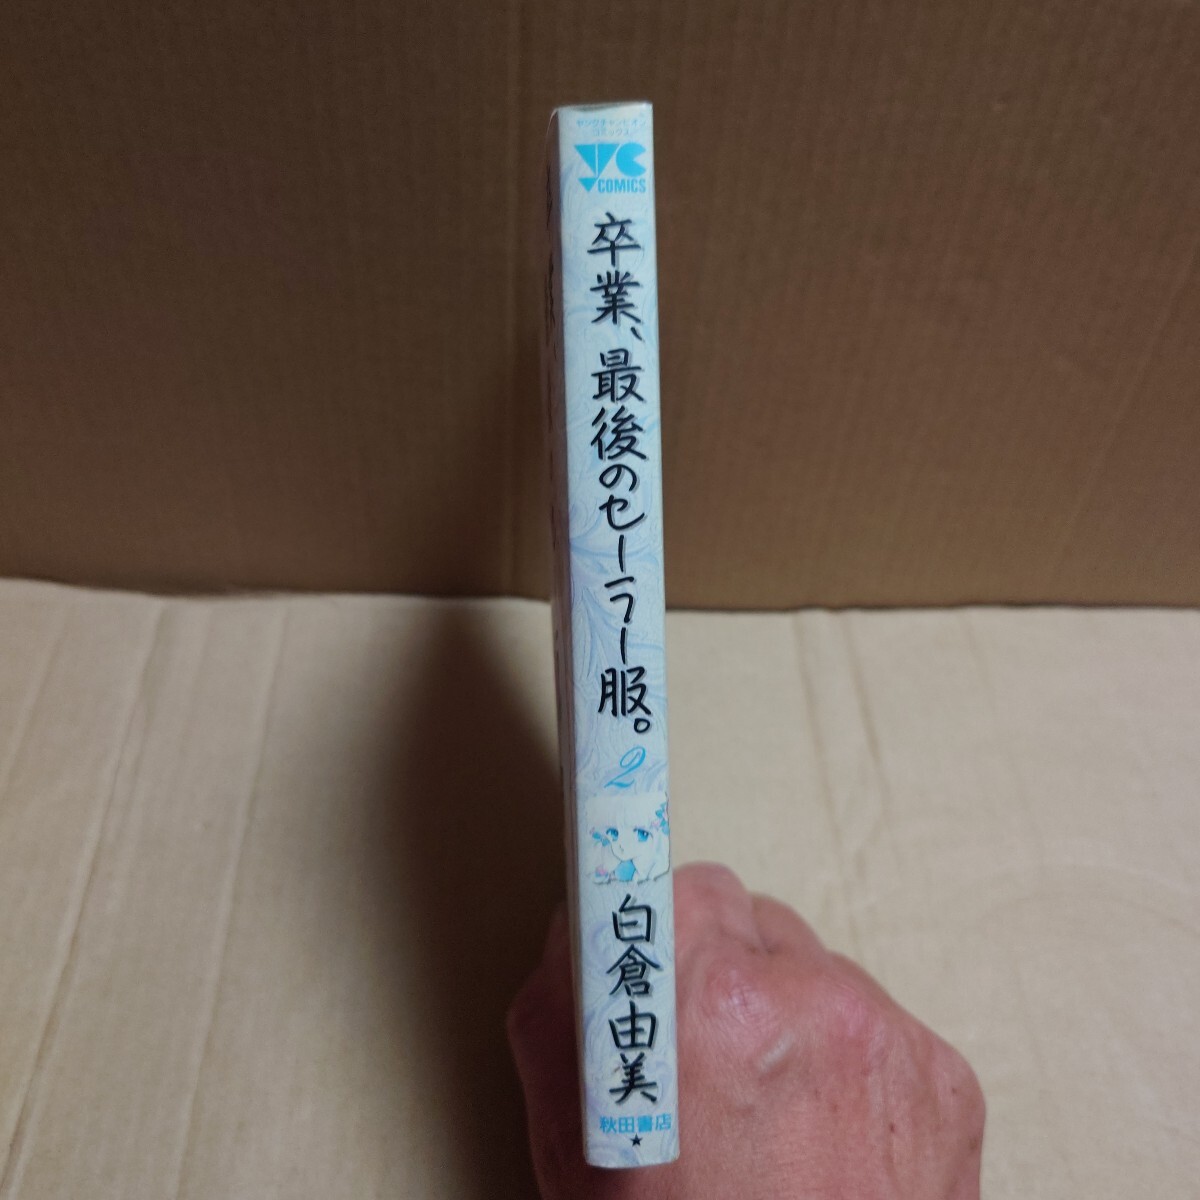 ヤングチャンピオン
コミックス
YC
COMICS
卒業、最後のセーラー服。
2
白倉由美
秋田書店
★